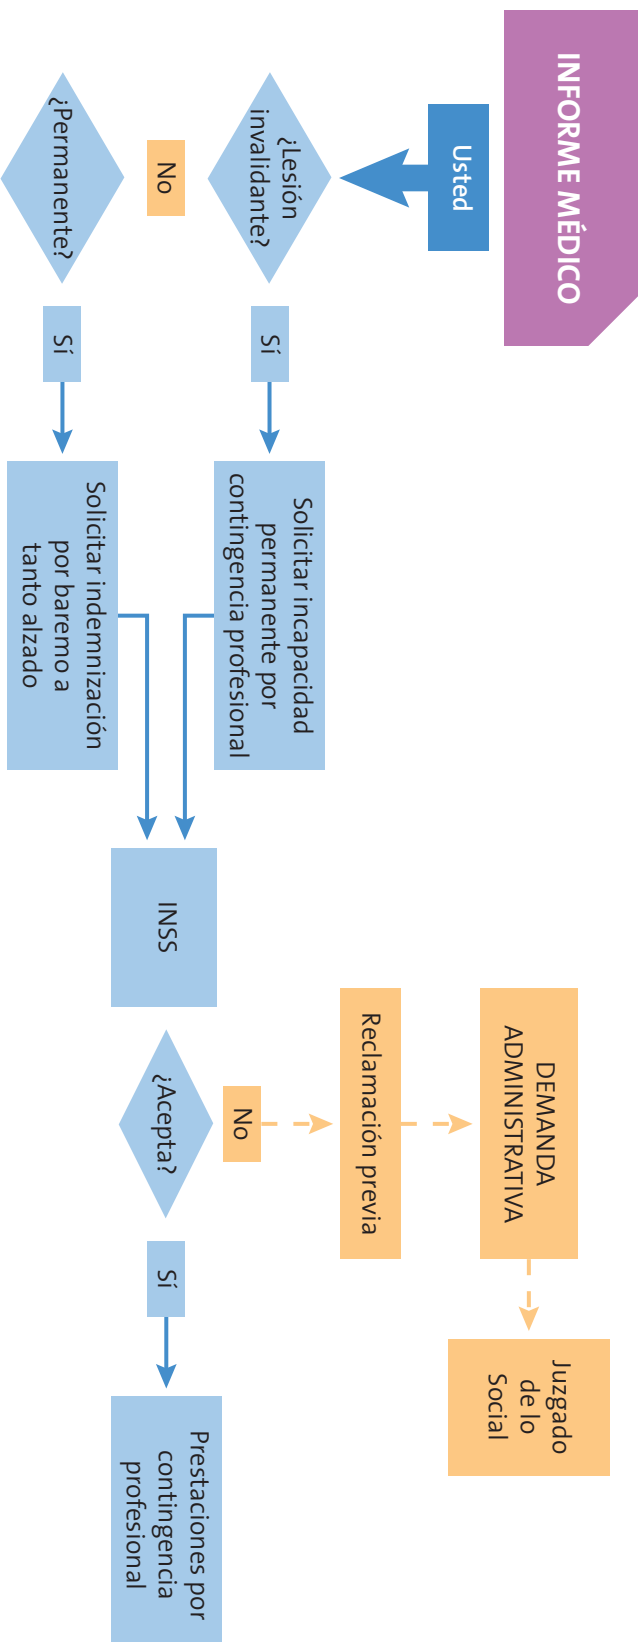 INFORME MÉDICO
Usted
¿Lesión
invalidante?
Sí
Solicitar incapacidad
permanente por
contingencia profesional
No
¿Permanente?
Sí
Solicitar indemnización
por baremo a
tanto alzado
INSS
¿Acepta?
No
Reclamación previa
DEMANDA
ADMINISTRATIVA
Juzgado
de lo
Social
Sí
Prestaciones por
contingencia
profesional